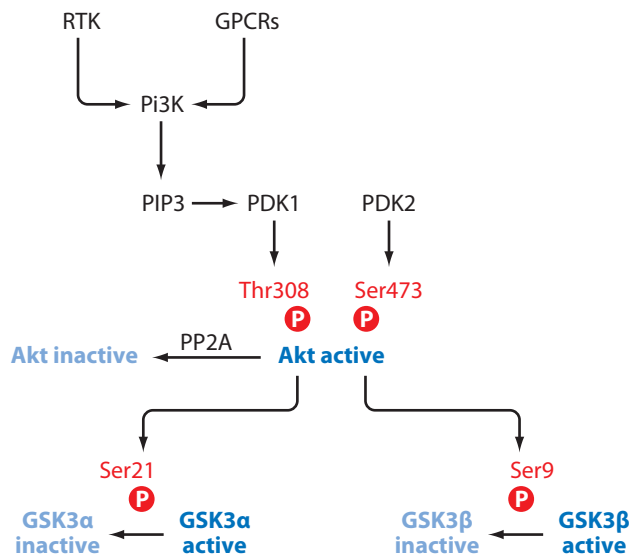 RTK GPCRs
Pi3K
PIP3 PDK1 PDK2
Thr308 Ser473
P P
Akt inactive PP2A Akt active
Ser21 Ser9
P P
GSK3α GSK3α GSK3β GSK3β
inactive active inactive active